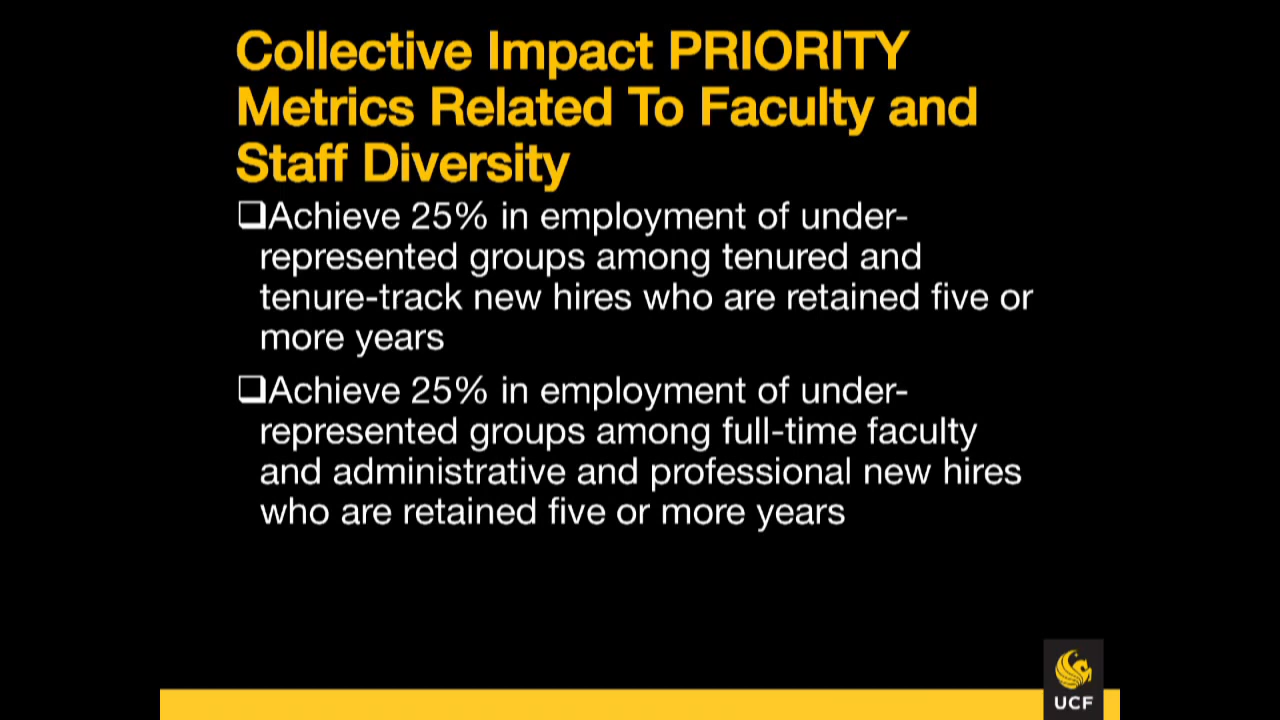 Collective Impact PRIORITY
Metrics Related To Faculty and
Staff Diversity
❑Achieve 25% in employment of under-
represented groups among tenured and
tenure-track new hires who are retained five or
more years
❑Achieve 25% in employment of under-
represented groups among full-time faculty
and administrative and professional new hires
who are retained five or more years
UCF